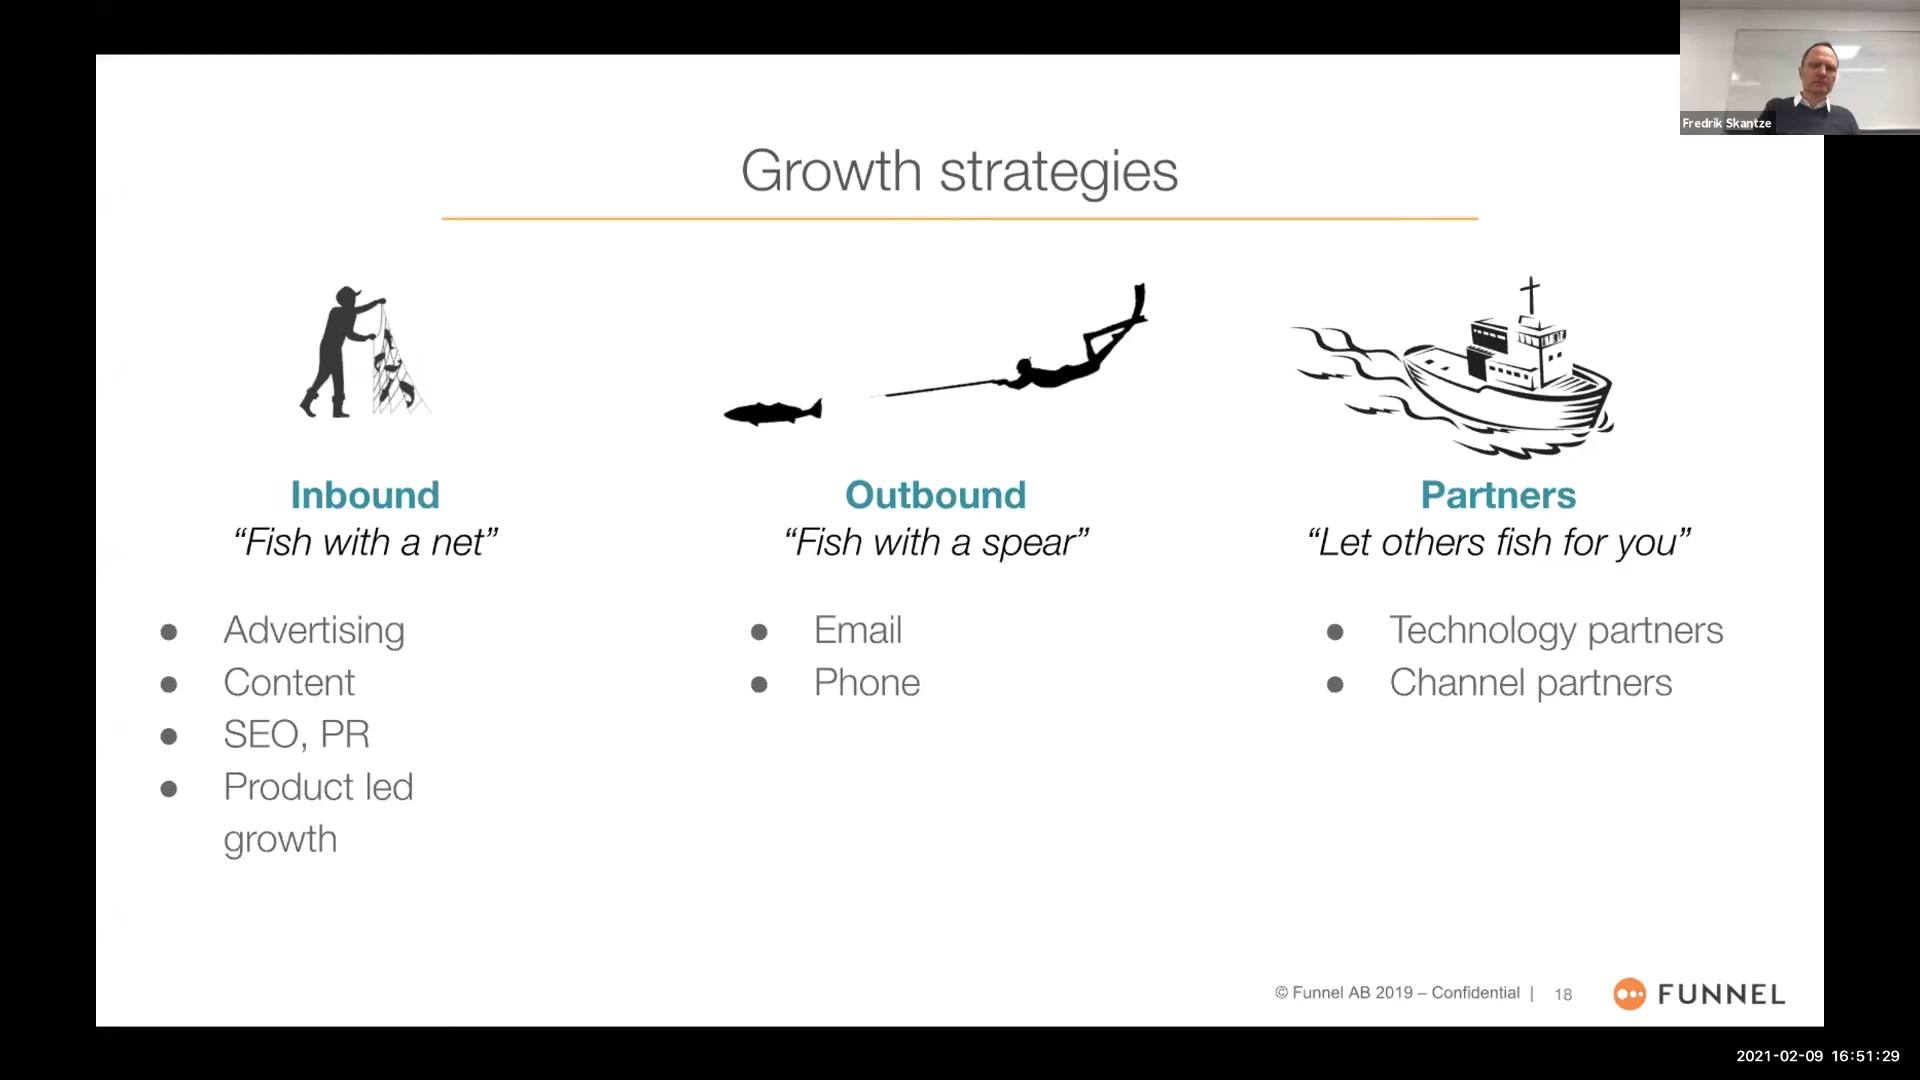 Fredrik Skantze
Growth strategies
Inbound
“Fish with a net”
● Advertising
● Content
● SEO, PR
● Product led
growth
Outbound
“Fish with a spear”
● Email
● Phone
Partners
“Let others fish for you”
● Technology partners
● Channel partners
© Funnel AB 2019 – Confidential | 18
FUNNEL
2021-02-09 16:51:29